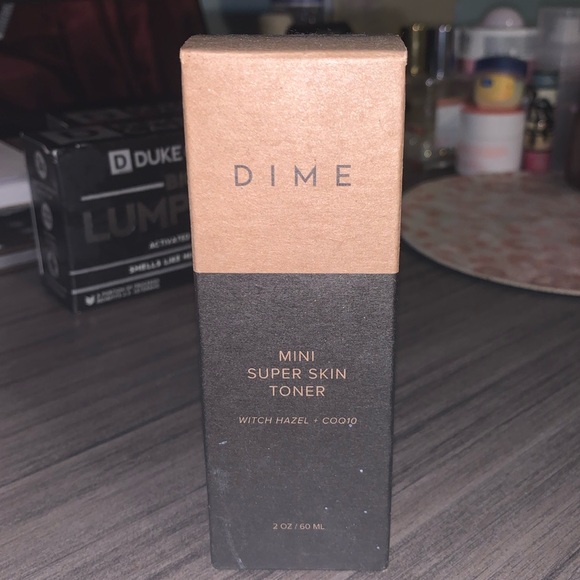 DIME
MINI
SUPER SKIN
TONER
WITCH HAZEL + COQ10
2 OZ / 60 ML
DUKE
LUMP
ACTIVATED
SMELLS LIKE